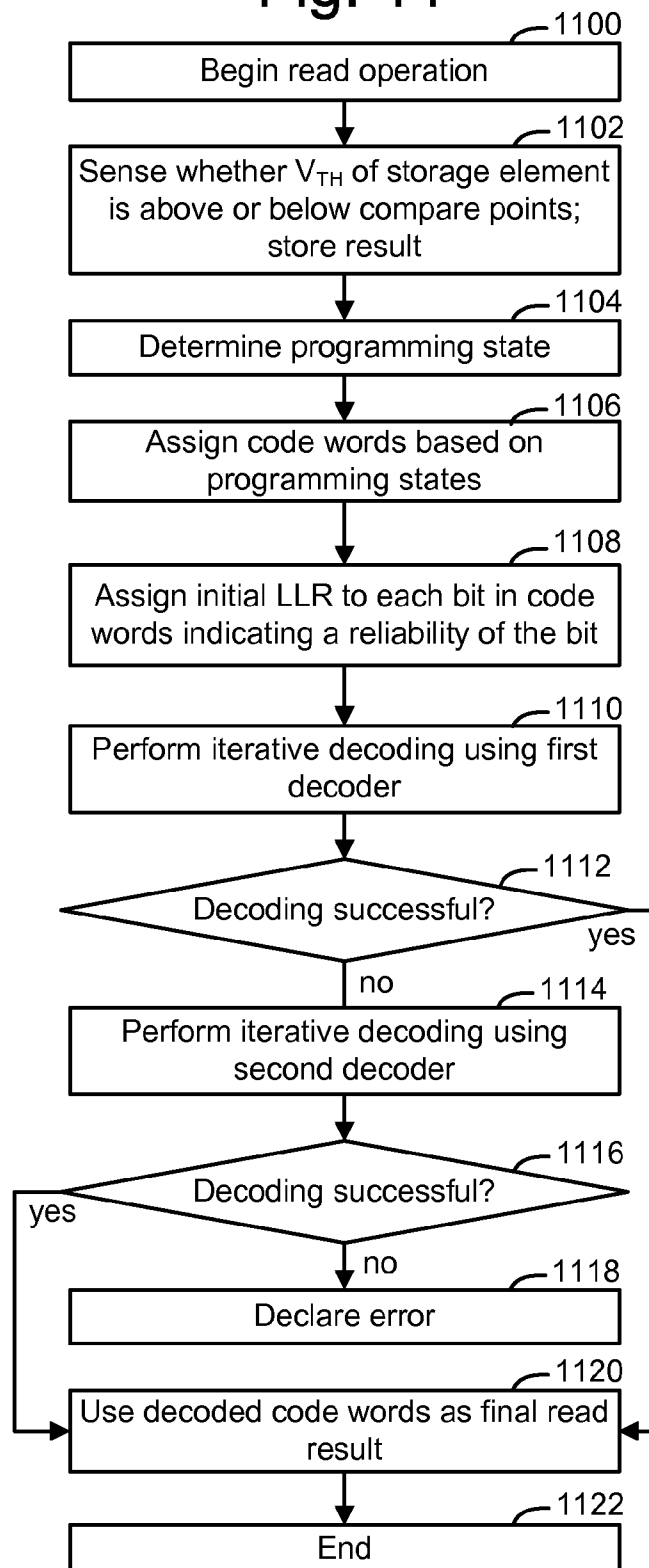 1100
Begin read operation
1102
Sense whether VTH of storage element
is above or below compare points;
store result
1104
Determine programming state
1106
Assign code words based on
programming states
1108
Assign initial LLR to each bit in code
words indicating a reliability of the bit
1110
Perform iterative decoding using first
decoder
1112
Decoding successful?
yes
no
1114
Perform iterative decoding using
second decoder
1116
Decoding successful?
yes
no
1118
Declare error
1120
Use decoded code words as final read
result
1122
End